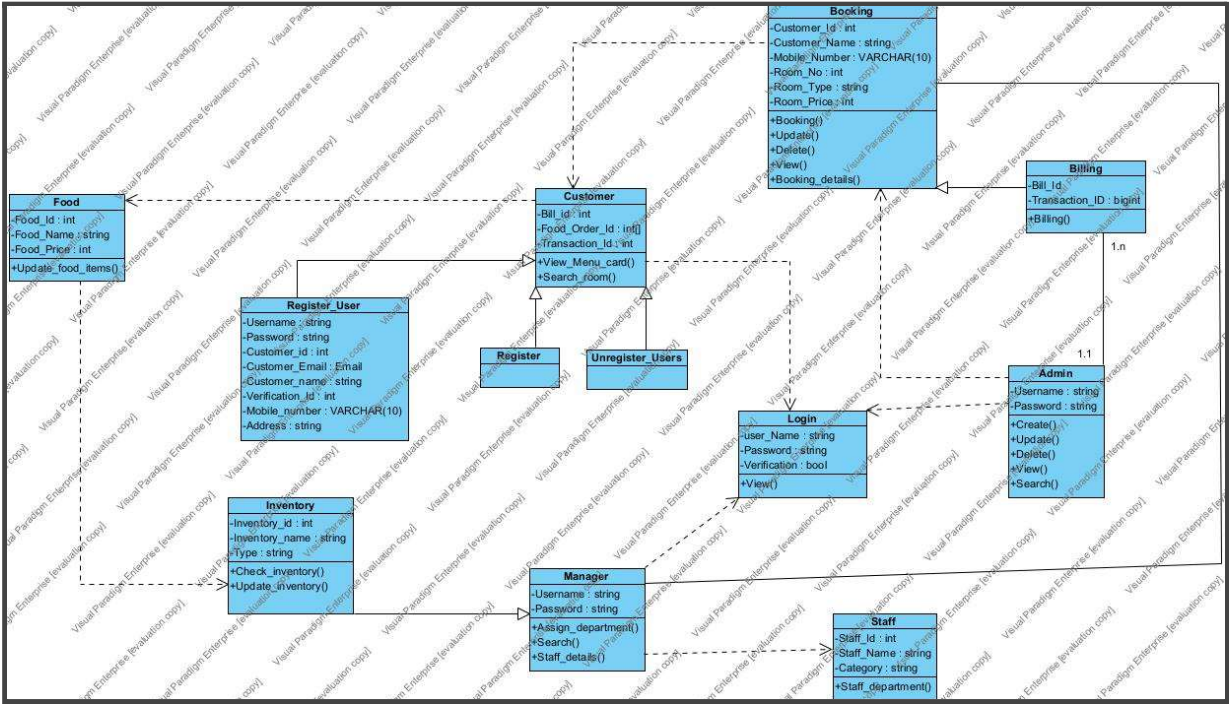 Booking
-Customer_Id : int
-Customer_Name : string
-Mobile_Number : VARCHAR(10)
-Room_No : int
-Room_Type : string
-Room_Price : int
+Booking()
+Update()
+Delete()
+View()
+Booking_details()
Billing
-Bill_Id
-Transaction_ID : bigint
+Billing()
1.n
Food
-Food_Id : int
-Food_Name : string
-Food_Price : int
+Update_food_items()
Customer
-Bill_id : int
-Food_Order_Id : int[]
-Transaction_Id : int
+View_Menu_card()
+Search_room()
Register_User
-Username : string
-Password : string
-Customer_id : int
-Customer_Email : Email
-Customer_name : string
-Verification_Id : int
-Mobile_number : VARCHAR(10)
-Address : string
Register
Unregister_Users
1.1
Admin
-Username : string
-Password : string
+Create()
+Update()
+Delete()
+View()
+Search()
Login
-user_Name : string
-Password : string
-Verification : bool
+View()
Inventory
-Inventory_id : int
-Inventory_name : string
-Type : string
+Check_inventory()
+Update_inventory()
Manager
-Username : string
-Password : string
+Assign_department()
+Search()
+Staff_details()
Staff
-Staff_Id : int
-Staff_Name : string
-Category : string
+Staff_department()
Visual Paradigm Enterprise [evaluation copy]